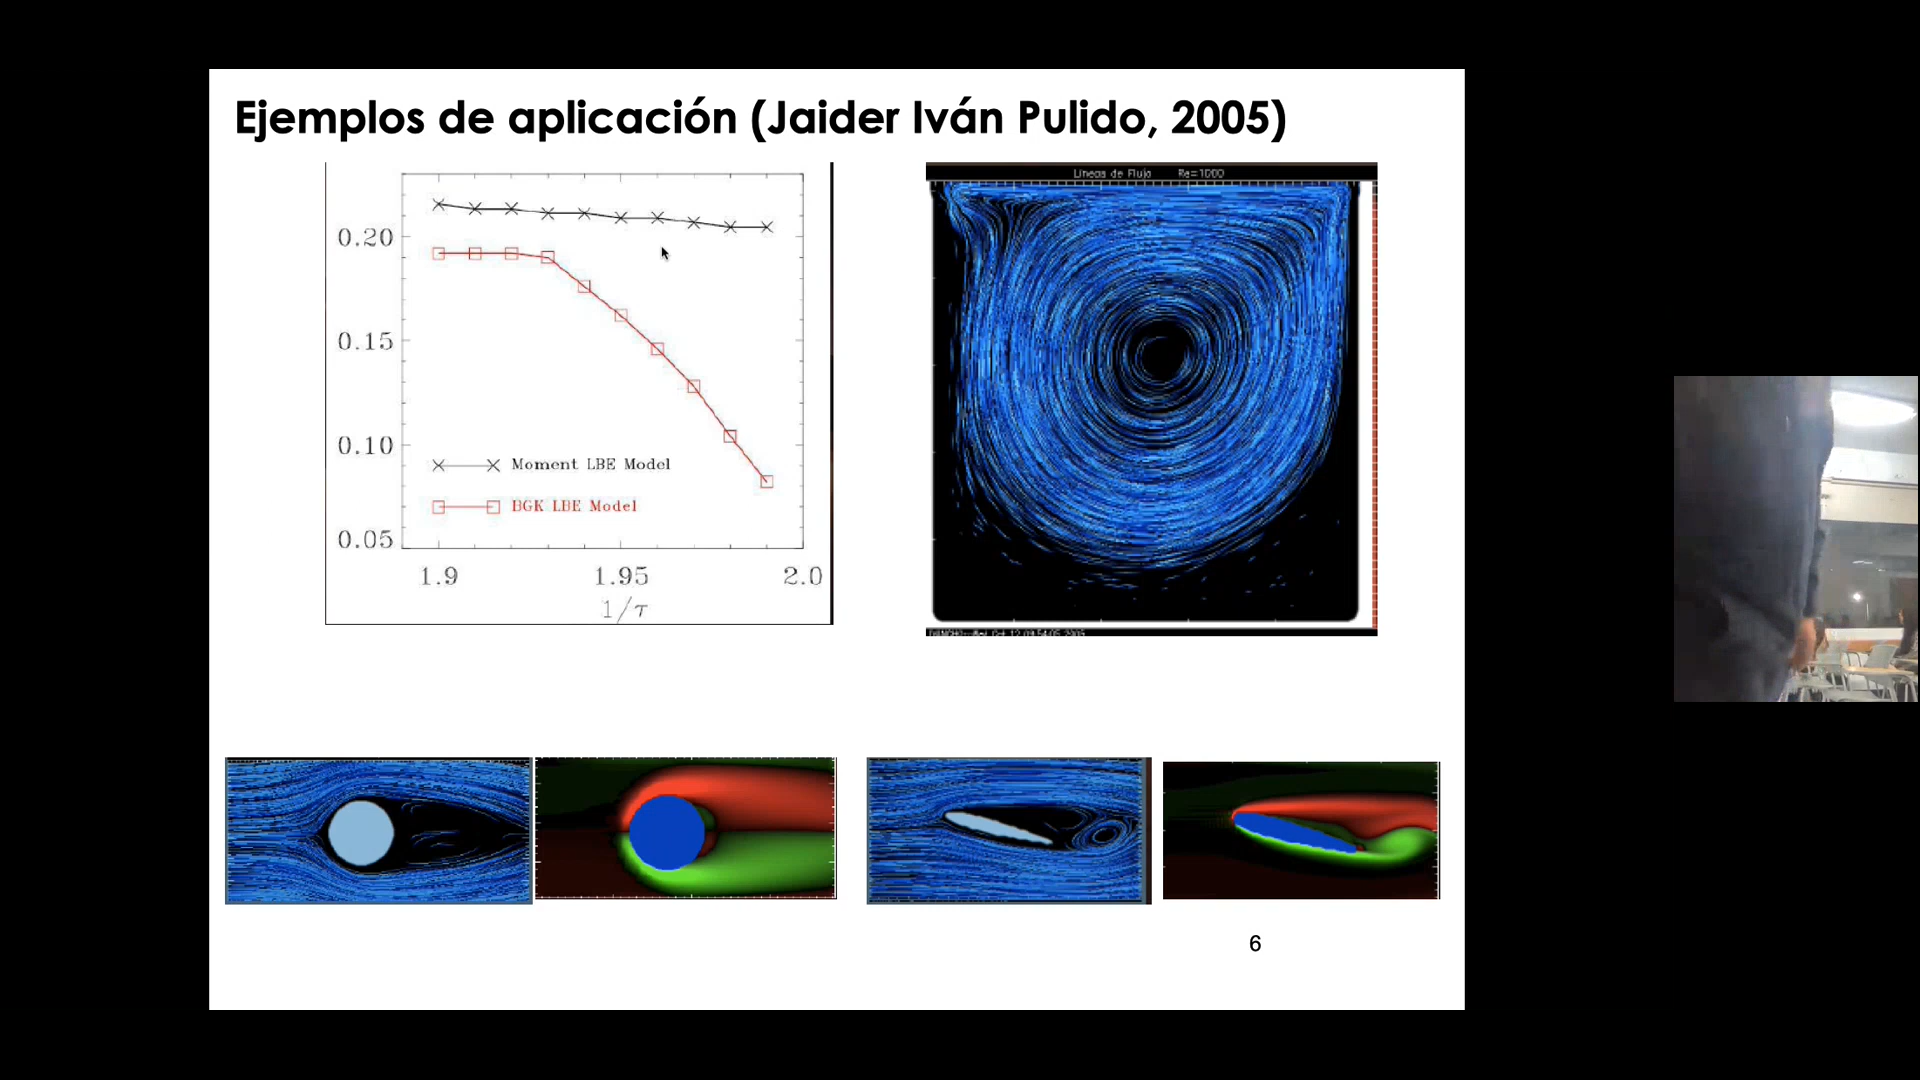 Ejemplos de aplicación (Jaider Iván Pulido, 2005)
0.20
0.15
0.10
0.05
Moment LBE Model
BGK LBE Model
1.9 1.95 2.0
1/τ
Líneas de Flujo Re=1000
6